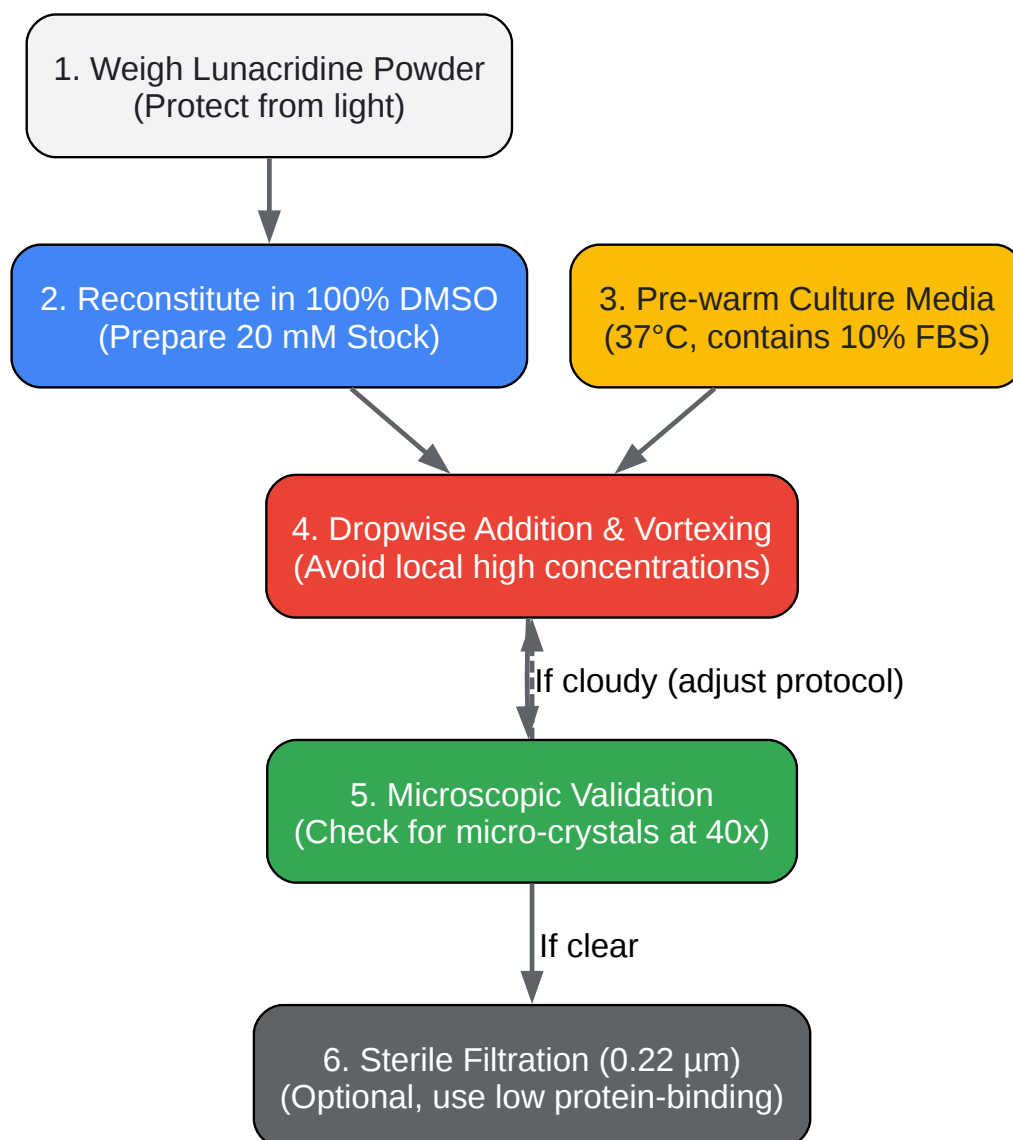 1. Weigh Lunacridine Powder
(Protect from light)
2. Reconstitute in 100% DMSO
(Prepare 20 mM Stock)
3. Pre-warm Culture Media
(37°C, contains 10% FBS)
4. Dropwise Addition & Vortexing
(Avoid local high concentrations)
If cloudy (adjust protocol)
5. Microscopic Validation
(Check for micro-crystals at 40x)
If clear
6. Sterile Filtration (0.22 µm)
(Optional, use low protein-binding)